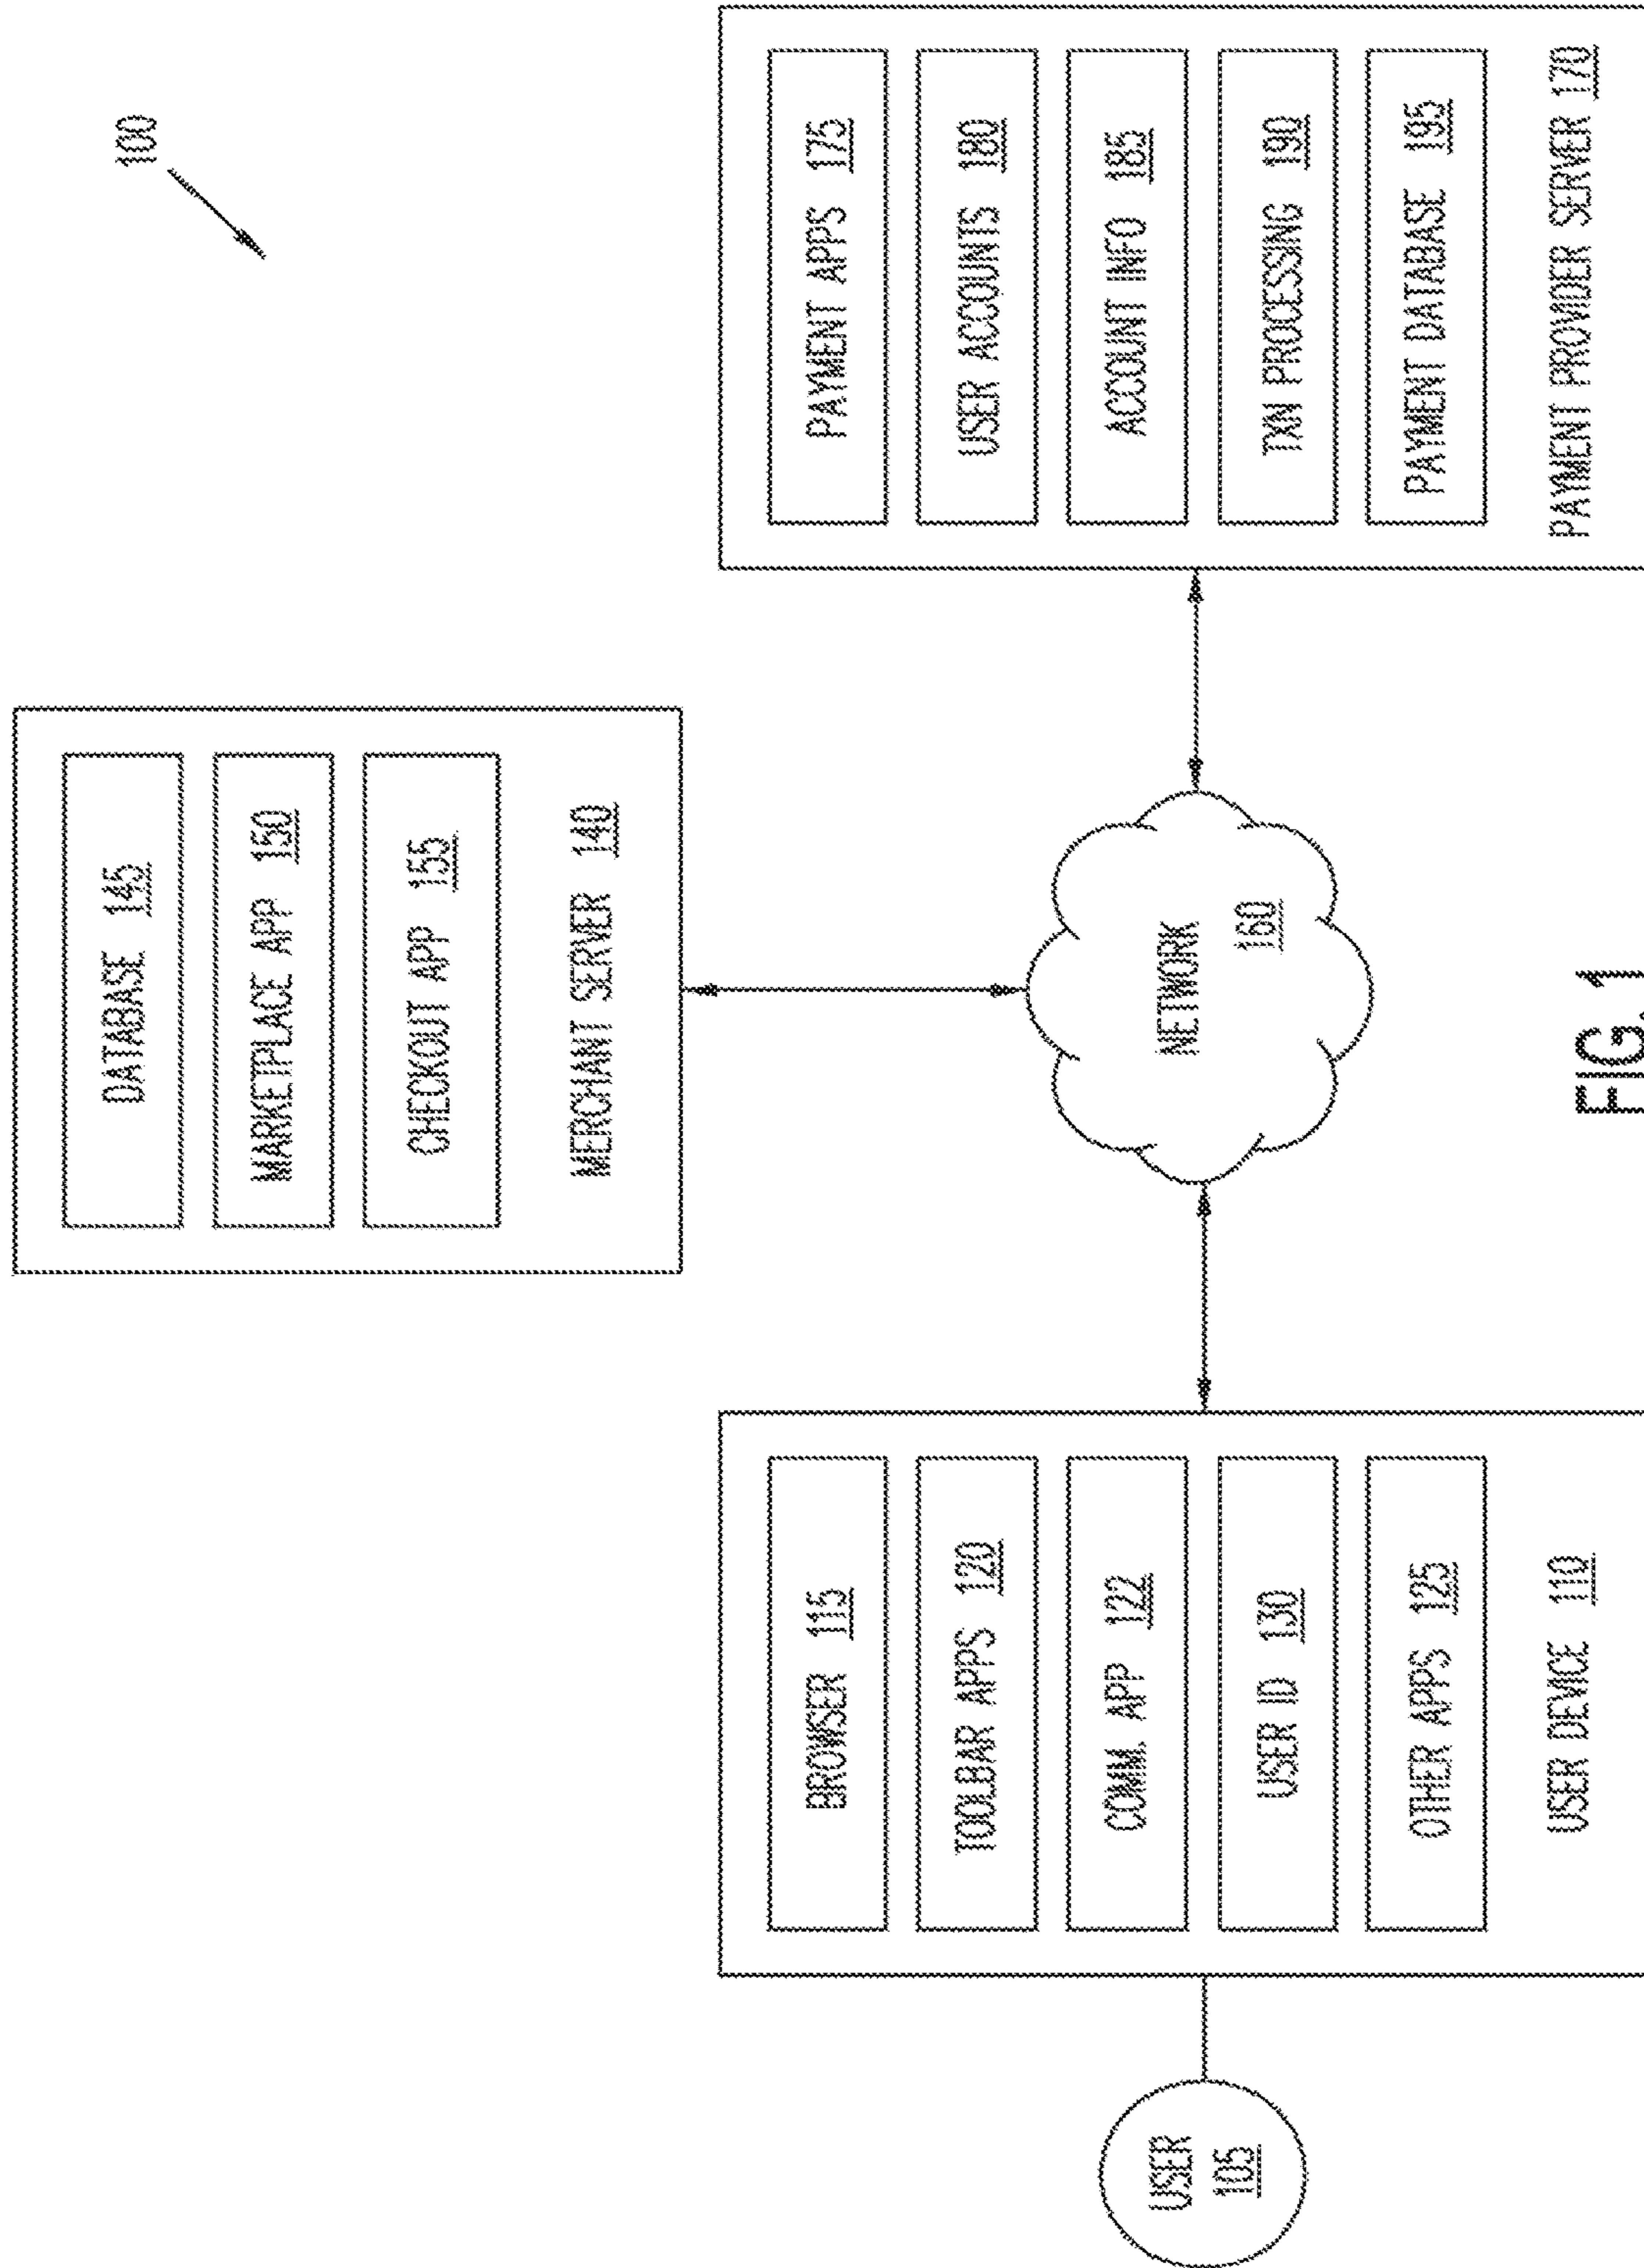 100
DATABASE 145
MARKETPLACE APP 150
CHECKOUT APP 155
MERCHANT SERVER 140
USER
105
BROWSER 115
TOOLBAR APPS 120
COMM. APP 122
USER ID 130
OTHER APPS 125
USER DEVICE 110
NETWORK
160
PAYMENT APPS 175
USER ACCOUNTS 180
ACCOUNT INFO 185
TXN PROCESSING 190
PAYMENT DATABASE 195
PAYMENT PROVIDER SERVER 170
FIG. 1